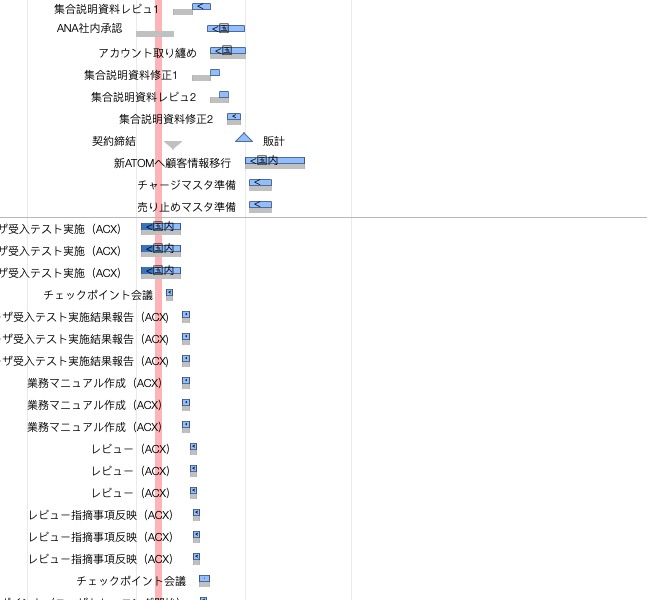 集合説明資料レビュ1 <
ANA社内承認 <国
アカウント取り纏め <国
集合説明資料修正1
集合説明資料レビュ2
集合説明資料修正2 <
契約締結 販計
新ATOMへ顧客情報移行 <国内
チャージマスタ準備 <
売り止めマスタ準備 <
ザ受入テスト実施（ACX） <国内
ザ受入テスト実施（ACX） <国内
ザ受入テスト実施（ACX） <国内
チェックポイント会議
ザ受入テスト実施結果報告（ACX)
ザ受入テスト実施結果報告（ACX)
ザ受入テスト実施結果報告（ACX)
業務マニュアル作成（ACX)
業務マニュアル作成（ACX)
業務マニュアル作成（ACX)
レビュー（ACX)
レビュー（ACX)
レビュー（ACX)
レビュー指摘事項反映（ACX)
レビュー指摘事項反映（ACX)
レビュー指摘事項反映（ACX)
チェックポイント会議